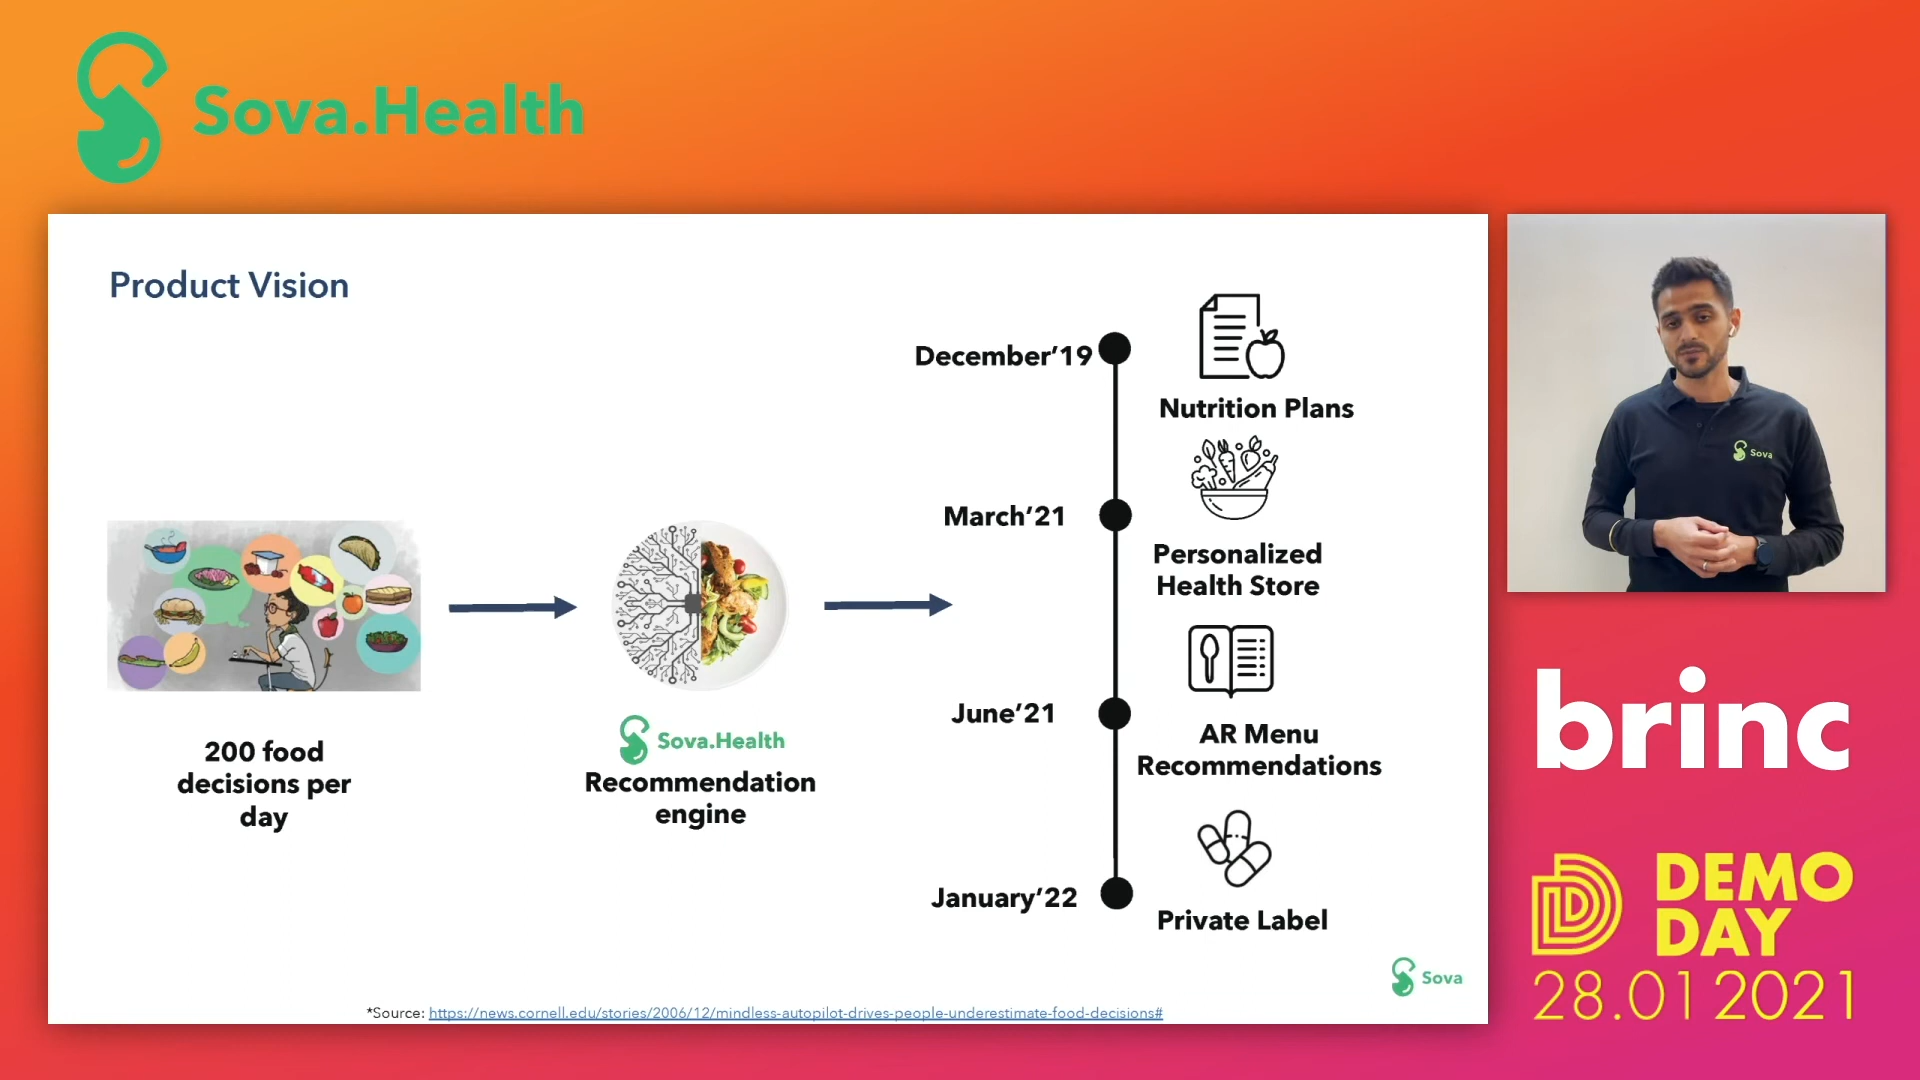 Sova.Health
Product Vision
December’19
Nutrition Plans
March’21
Personalized
Health Store
June’21
AR Menu
Recommendations
January’22
Private Label
200 food
decisions per
day
Sova.Health
Recommendation
engine
Sova
*Source: https://news.cornell.edu/stories/2006/12/mindless-autopilot-drives-people-underestimate-food-decisions#
Sova
brinc
DEMO
DAY
28.01 2021